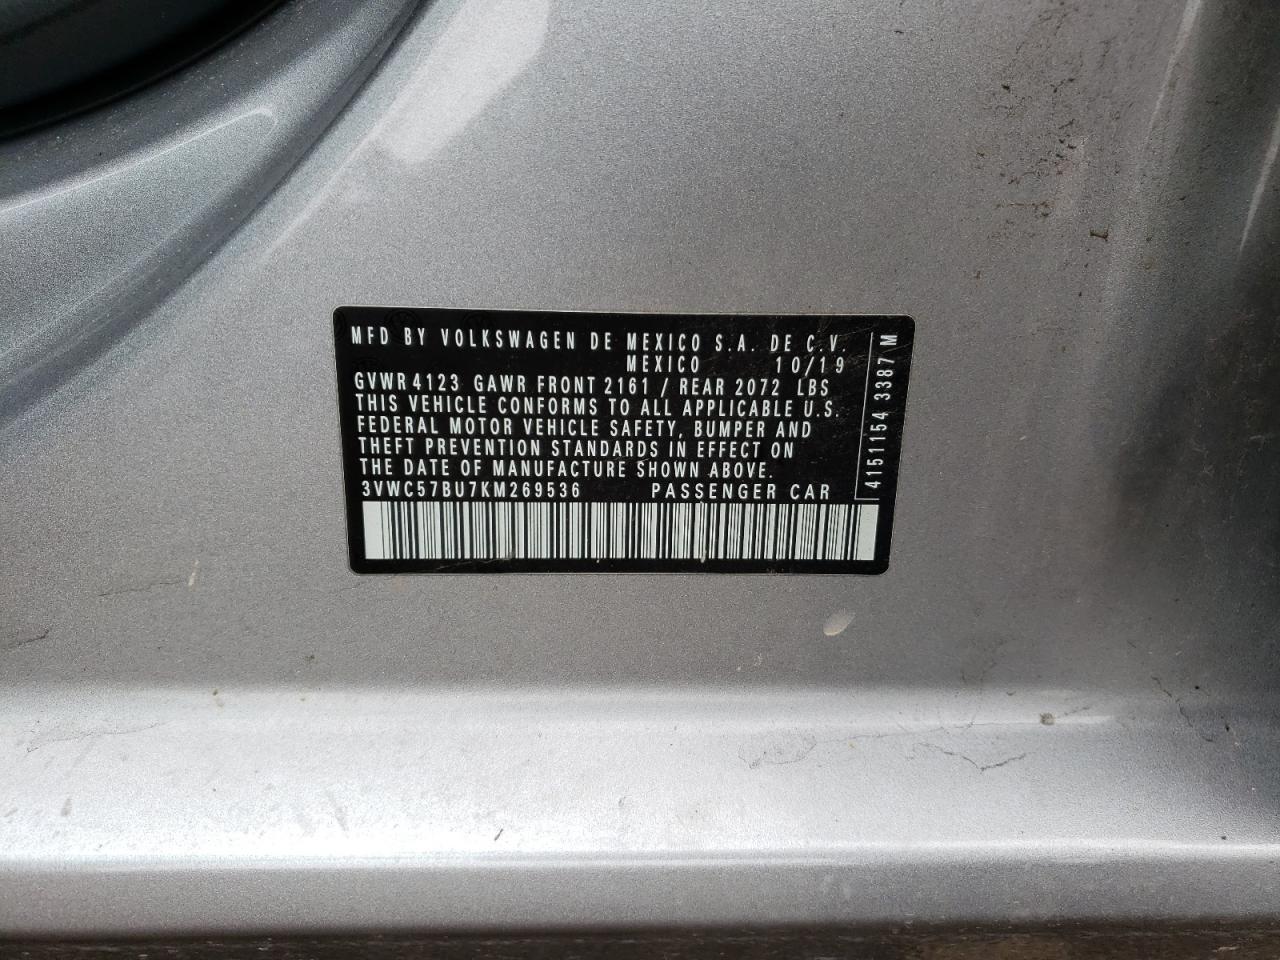 MFD BY VOLKSWAGEN DE MEXICO S.A. DE C.V.
MEXICO 10/19
GVWR 4123 GAWR FRONT 2161 / REAR 2072 LBS
THIS VEHICLE CONFORMS TO ALL APPLICABLE U.S.
FEDERAL MOTOR VEHICLE SAFETY, BUMPER AND
THEFT PREVENTION STANDARDS IN EFFECT ON
THE DATE OF MANUFACTURE SHOWN ABOVE.
3VWC57BU7KM269536 PASSENGER CAR
4151154 3387 M